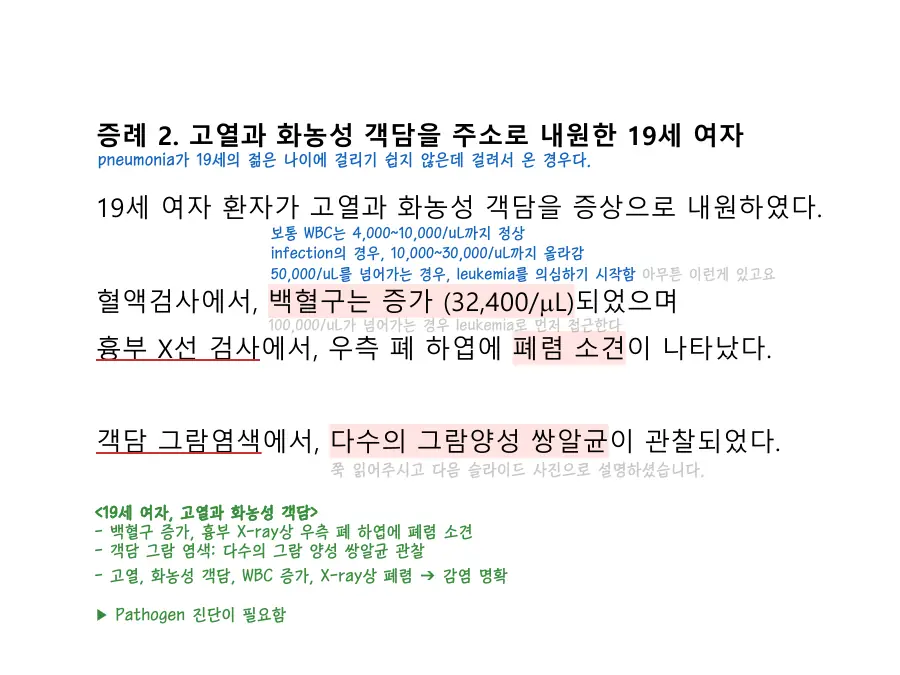 증례 2. 고열과 화농성 객담을 주소로 내원한 19세 여자
pneumonia가 19세의 젊은 나이에 걸리기 쉽지 않은데 걸려서 온 경우다.
19세 여자 환자가 고열과 화농성 객담을 증상으로 내원하였다.
보통 WBC는 4,000~10,000/uL까지 정상
infection의 경우, 10,000~30,000/uL까지 올라감
50,000/uL를 넘어가는 경우, leukemia를 의심하기 시작함 아무튼 이런게 있고요
혈액검사에서, 백혈구는 증가 (32,400/μL)되었으며
100,000/uL가 넘어가는 경우 leukemia로 먼저 접근한다
흉부 X선 검사에서, 우측 폐 하엽에 폐렴 소견이 나타났다.
객담 그람염색에서, 다수의 그람양성 쌍알균이 관찰되었다.
쭉 읽어주시고 다음 슬라이드 사진으로 설명하셨습니다.
<19세 여자, 고열과 화농성 객담>
- 백혈구 증가, 흉부 X-ray상 우측 폐 하엽에 폐렴 소견
- 객담 그람 염색: 다수의 그람 양성 쌍알균 관찰
- 고열, 화농성 객담, WBC 증가, X-ray상 폐렴 → 감염 명확
▶ Pathogen 진단이 필요함